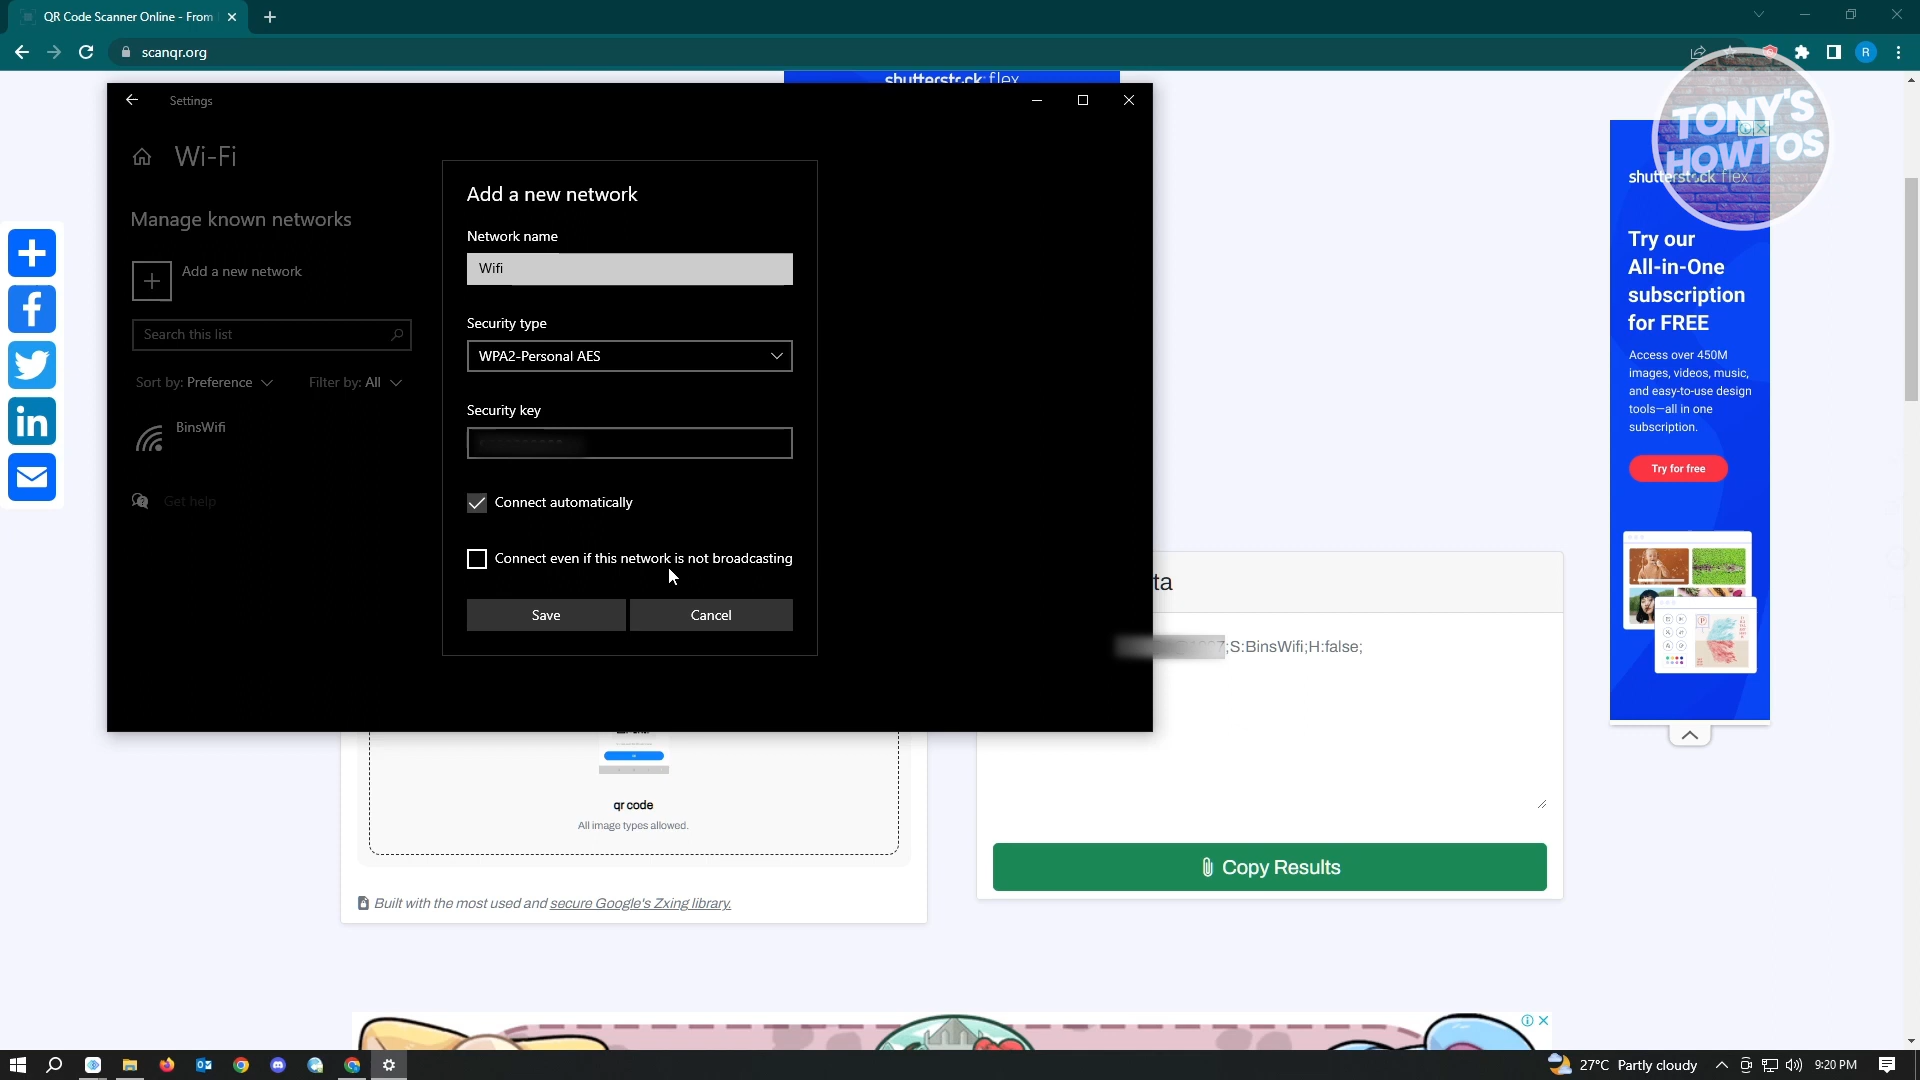 QR Code Scanner Online - From
scanqr.org
R
shutterstock flex
Settings
Wi-Fi
Manage known networks
Add a new network
Search this list
Sort by: Preference
Filter by: All
BinsWifi
Get help
Add a new network
Network name
Wifi
Security type
WPA2-Personal AES
Security key
Connect automatically
Connect even if this network is not broadcasting
Save
Cancel
ta
;S:BinsWifi;H:false;
Copy Results
qr code
All image types allowed.
Built with the most used and secure Google's Zxing library.
TONY'S
HOWTOS
shutterstock flex
Try our
All-in-One
subscription
for FREE
Access over 450M
images, videos, music,
and easy-to-use design
tools—all in one
subscription.
Try for free
27°C Partly cloudy
9:20 PM